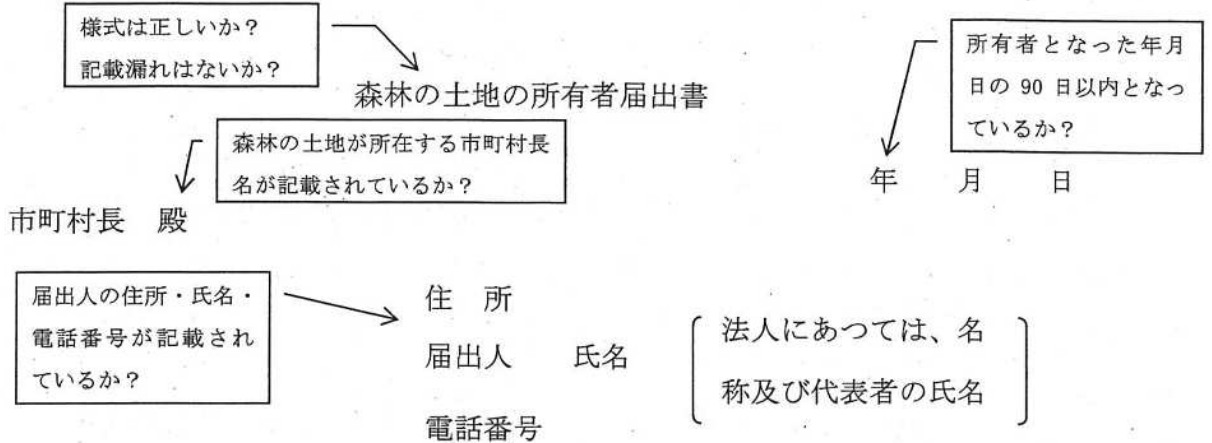 様式は正しいか？
記載漏れはないか？
森林の土地の所有者届出書
所有者となった年月
日の 90 日以内となっ
ているか？
森林の土地が所在する市町村長
名が記載されているか？
年　　月　　日
市町村長　殿
届出人の住所・氏名・
電話番号が記載され
ているか？
住　所
届出人　　氏名
法人にあつては、名
称及び代表者の氏名
電話番号